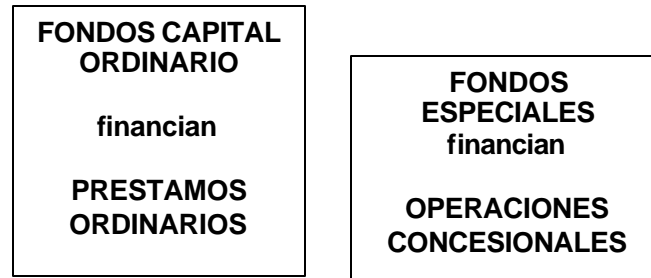 FONDOS CAPITAL
ORDINARIO
financian
PRESTAMOS
ORDINARIOS
FONDOS
ESPECIALES
financian
OPERACIONES
CONCESIONALES